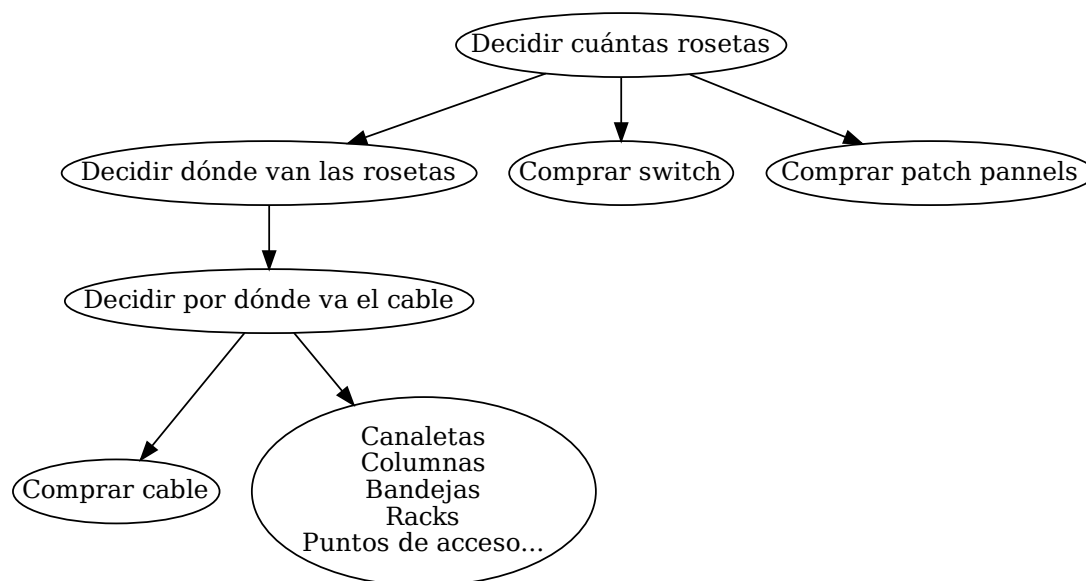 Decidir cuántas rosetas
Decidir dónde van las rosetas
Comprar switch
Comprar patch pannels
Decidir por dónde va el cable
Comprar cable
Canaletas
Columnas
Bandejas
Racks
Puntos de acceso...